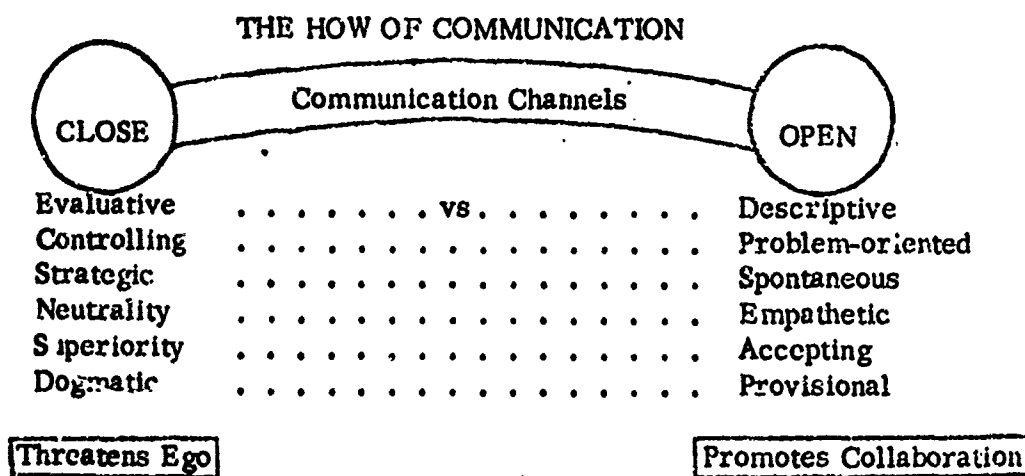 THE HOW OF COMMUNICATION
Communication Channels
CLOSE OPEN
Evaluative . . . . . . . vs . . . . . . . . Descriptive
Controlling . . . . . . . . . . . . . . . . Problem-oriented
Strategic . . . . . . . . . . . . . . . . Spontaneous
Neutrality . . . . . . . . . . . . . . . . Empathetic
Superiority . . . . . . . . . . . . . . . . Accepting
Dogmatic . . . . . . . . . . . . . . . . Provisional
Threatens Ego Promotes Collaboration